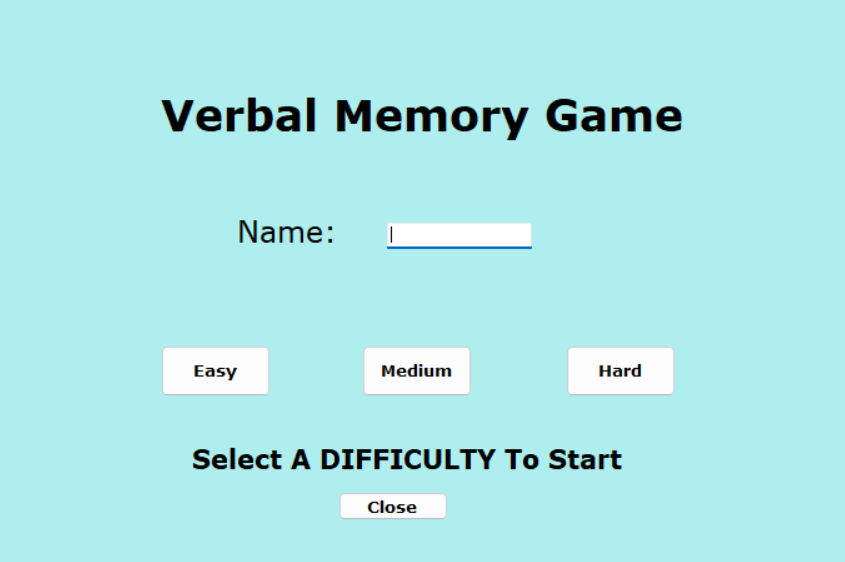 Verbal Memory Game
Name:
Easy Medium Hard
Select A DIFFICULTY To Start
Close